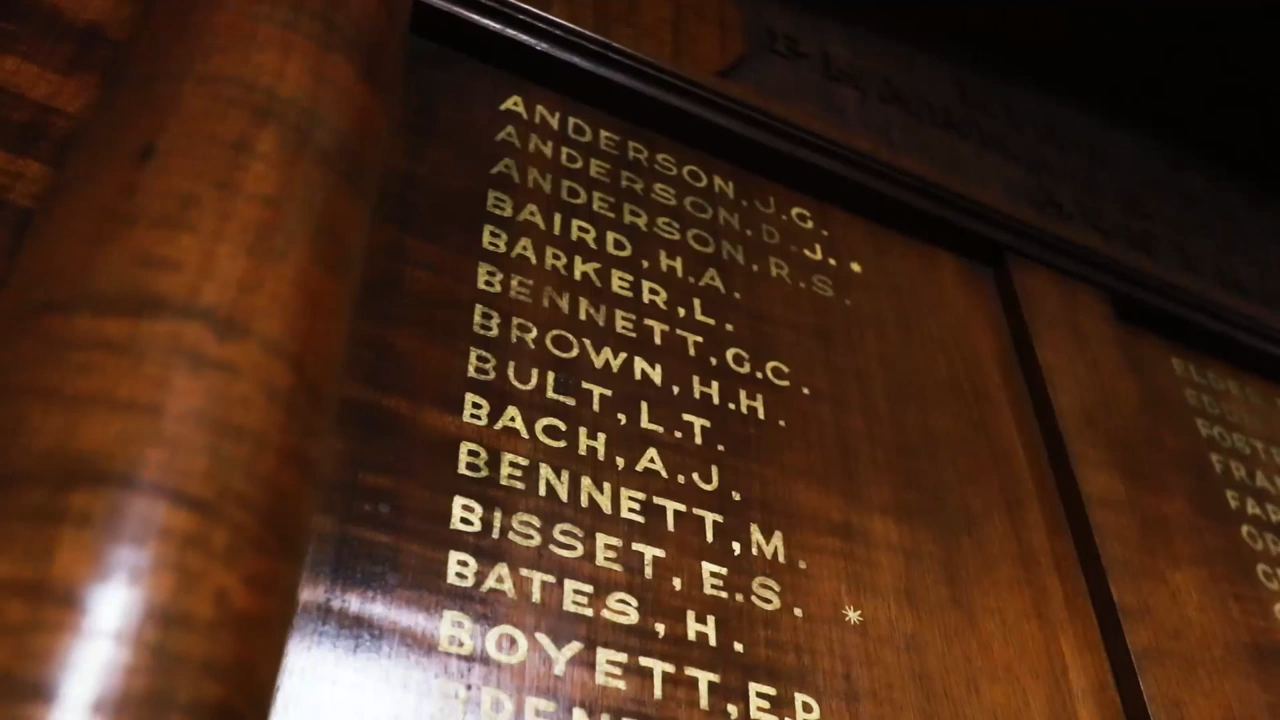 ANDERSON.J.G.
ANDERSON.D.J.
ANDERSON.R.S.
BAIRD,H.A.
BARKER,L.
BENNETT,G.C.
BROWN,H.H.
BULT,L.T.
BACH,A.J.
BENNETT,M.
BISSET,E.S. *
BATES,H.
BOYETT,E.P.